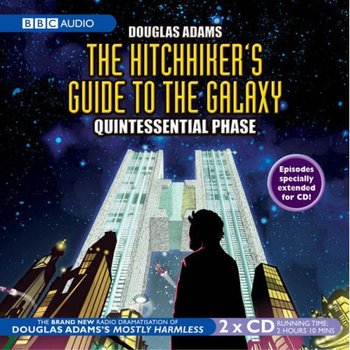 BBC AUDIO
DOUGLAS ADAMS
THE HITCHHIKER'S
GUIDE TO THE GALAXY
QUINTESSENTIAL PHASE
Episodes
specially
extended
for CD!
THE BRAND NEW RADIO DRAMATISATION OF
DOUGLAS ADAMS'S MOSTLY HARMLESS
2 x CD
RUNNING TIME:
2 HOURS 10 MINS